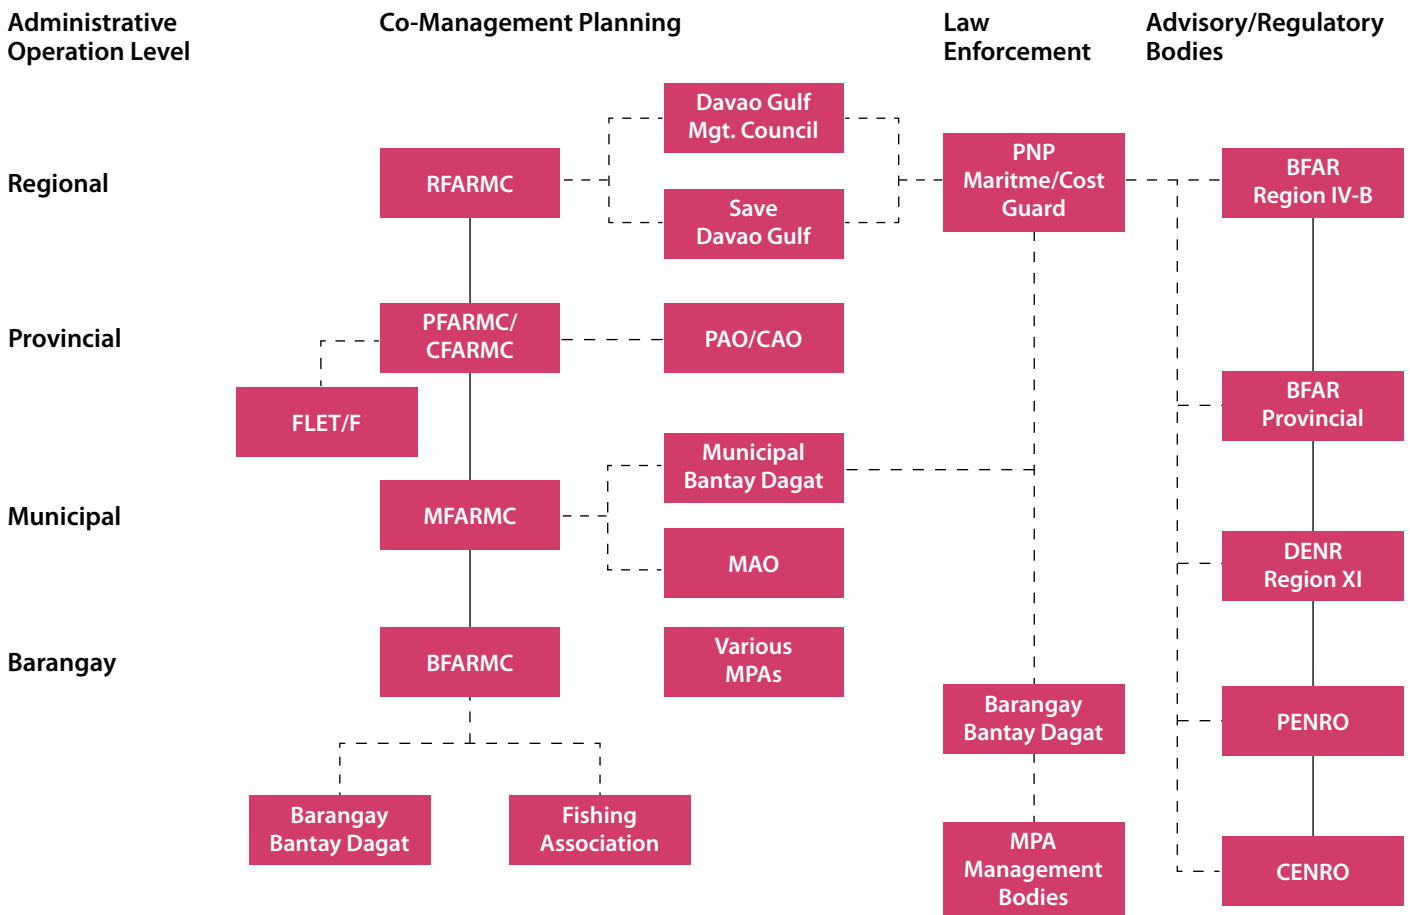 Administrative
Operation Level
Co-Management Planning
Law
Enforcement
Advisory/Regulatory
Bodies
Regional
RFARMC
Davao Gulf
Mgt. Council
Save
Davao Gulf
PNP
Maritme/Cost
Guard
BFAR
Region IV-B
Provincial
PFARMC/
CFARMC
PAO/CAO
FLET/F
BFAR
Provincial
Municipal
MFARMC
Municipal
Bantay Dagat
MAO
DENR
Region XI
Barangay
BFARMC
Various
MPAs
Barangay
Bantay Dagat
PENRO
Barangay
Bantay Dagat
Fishing
Association
MPA
Management
Bodies
CENRO